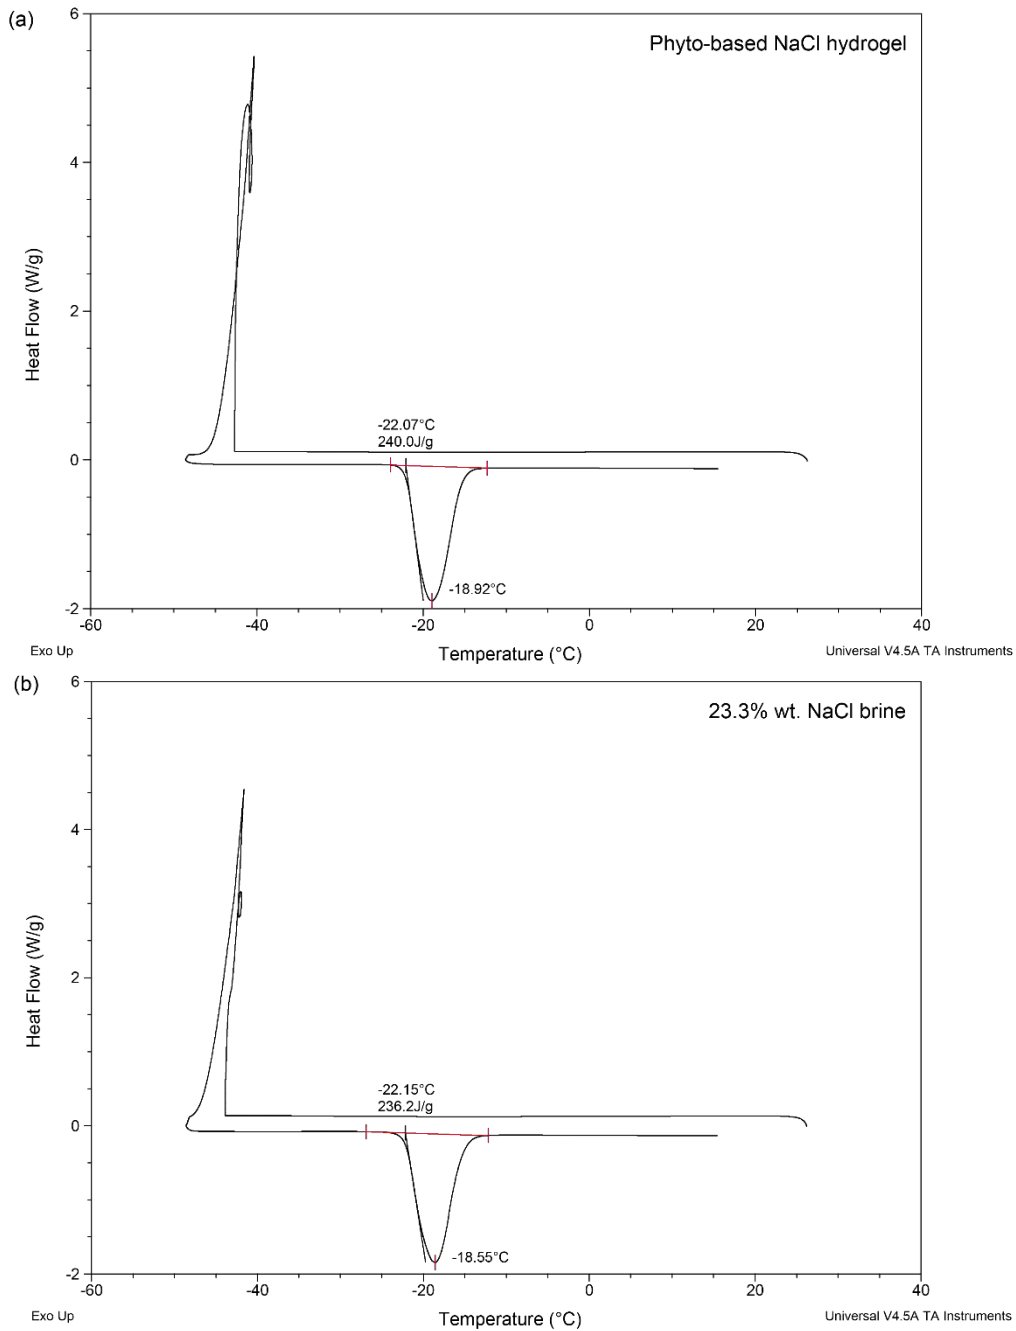 (a)
Phyto-based NaCl hydrogel
6
4
2
0
-2
Heat Flow (W/g)
-22.07°C
240.0J/g
-18.92°C
-60
-40
-20
0
20
40
Exo Up
Temperature (°C)
Universal V4.5A TA Instruments
(b)
23.3% wt. NaCl brine
6
4
2
0
-2
Heat Flow (W/g)
-22.15°C
236.2J/g
-18.55°C
-60
-40
-20
0
20
40
Exo Up
Temperature (°C)
Universal V4.5A TA Instruments